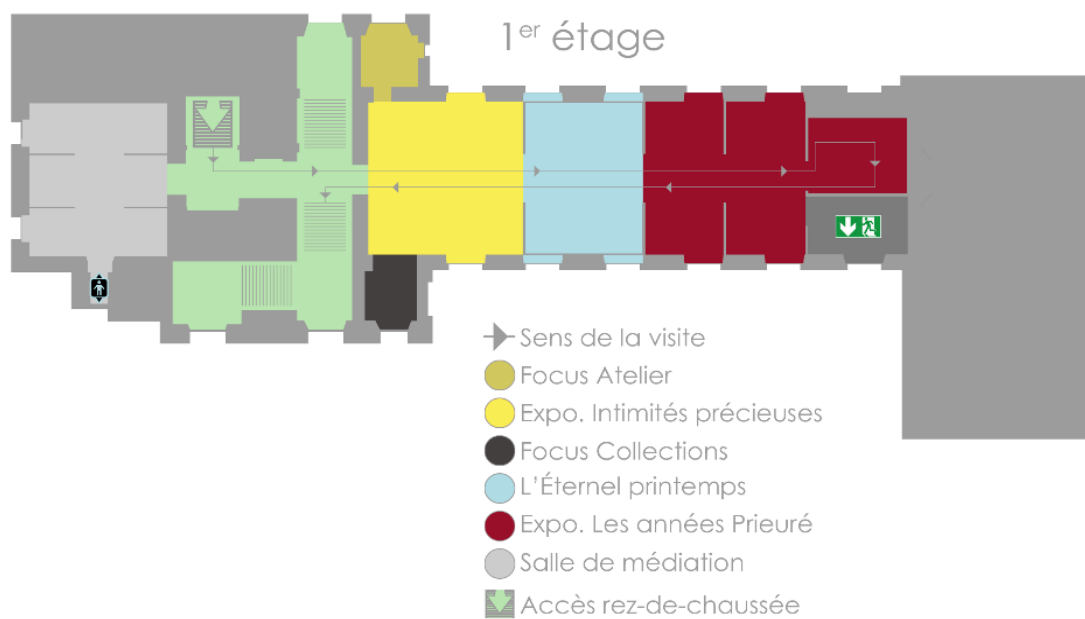 1er étage
Sens de la visite
Focus Atelier
Expo. Intimités précieuses
Focus Collections
L'Éternel printemps
Expo. Les années Prieuré
Salle de médiation
Accès rez-de-chaussée